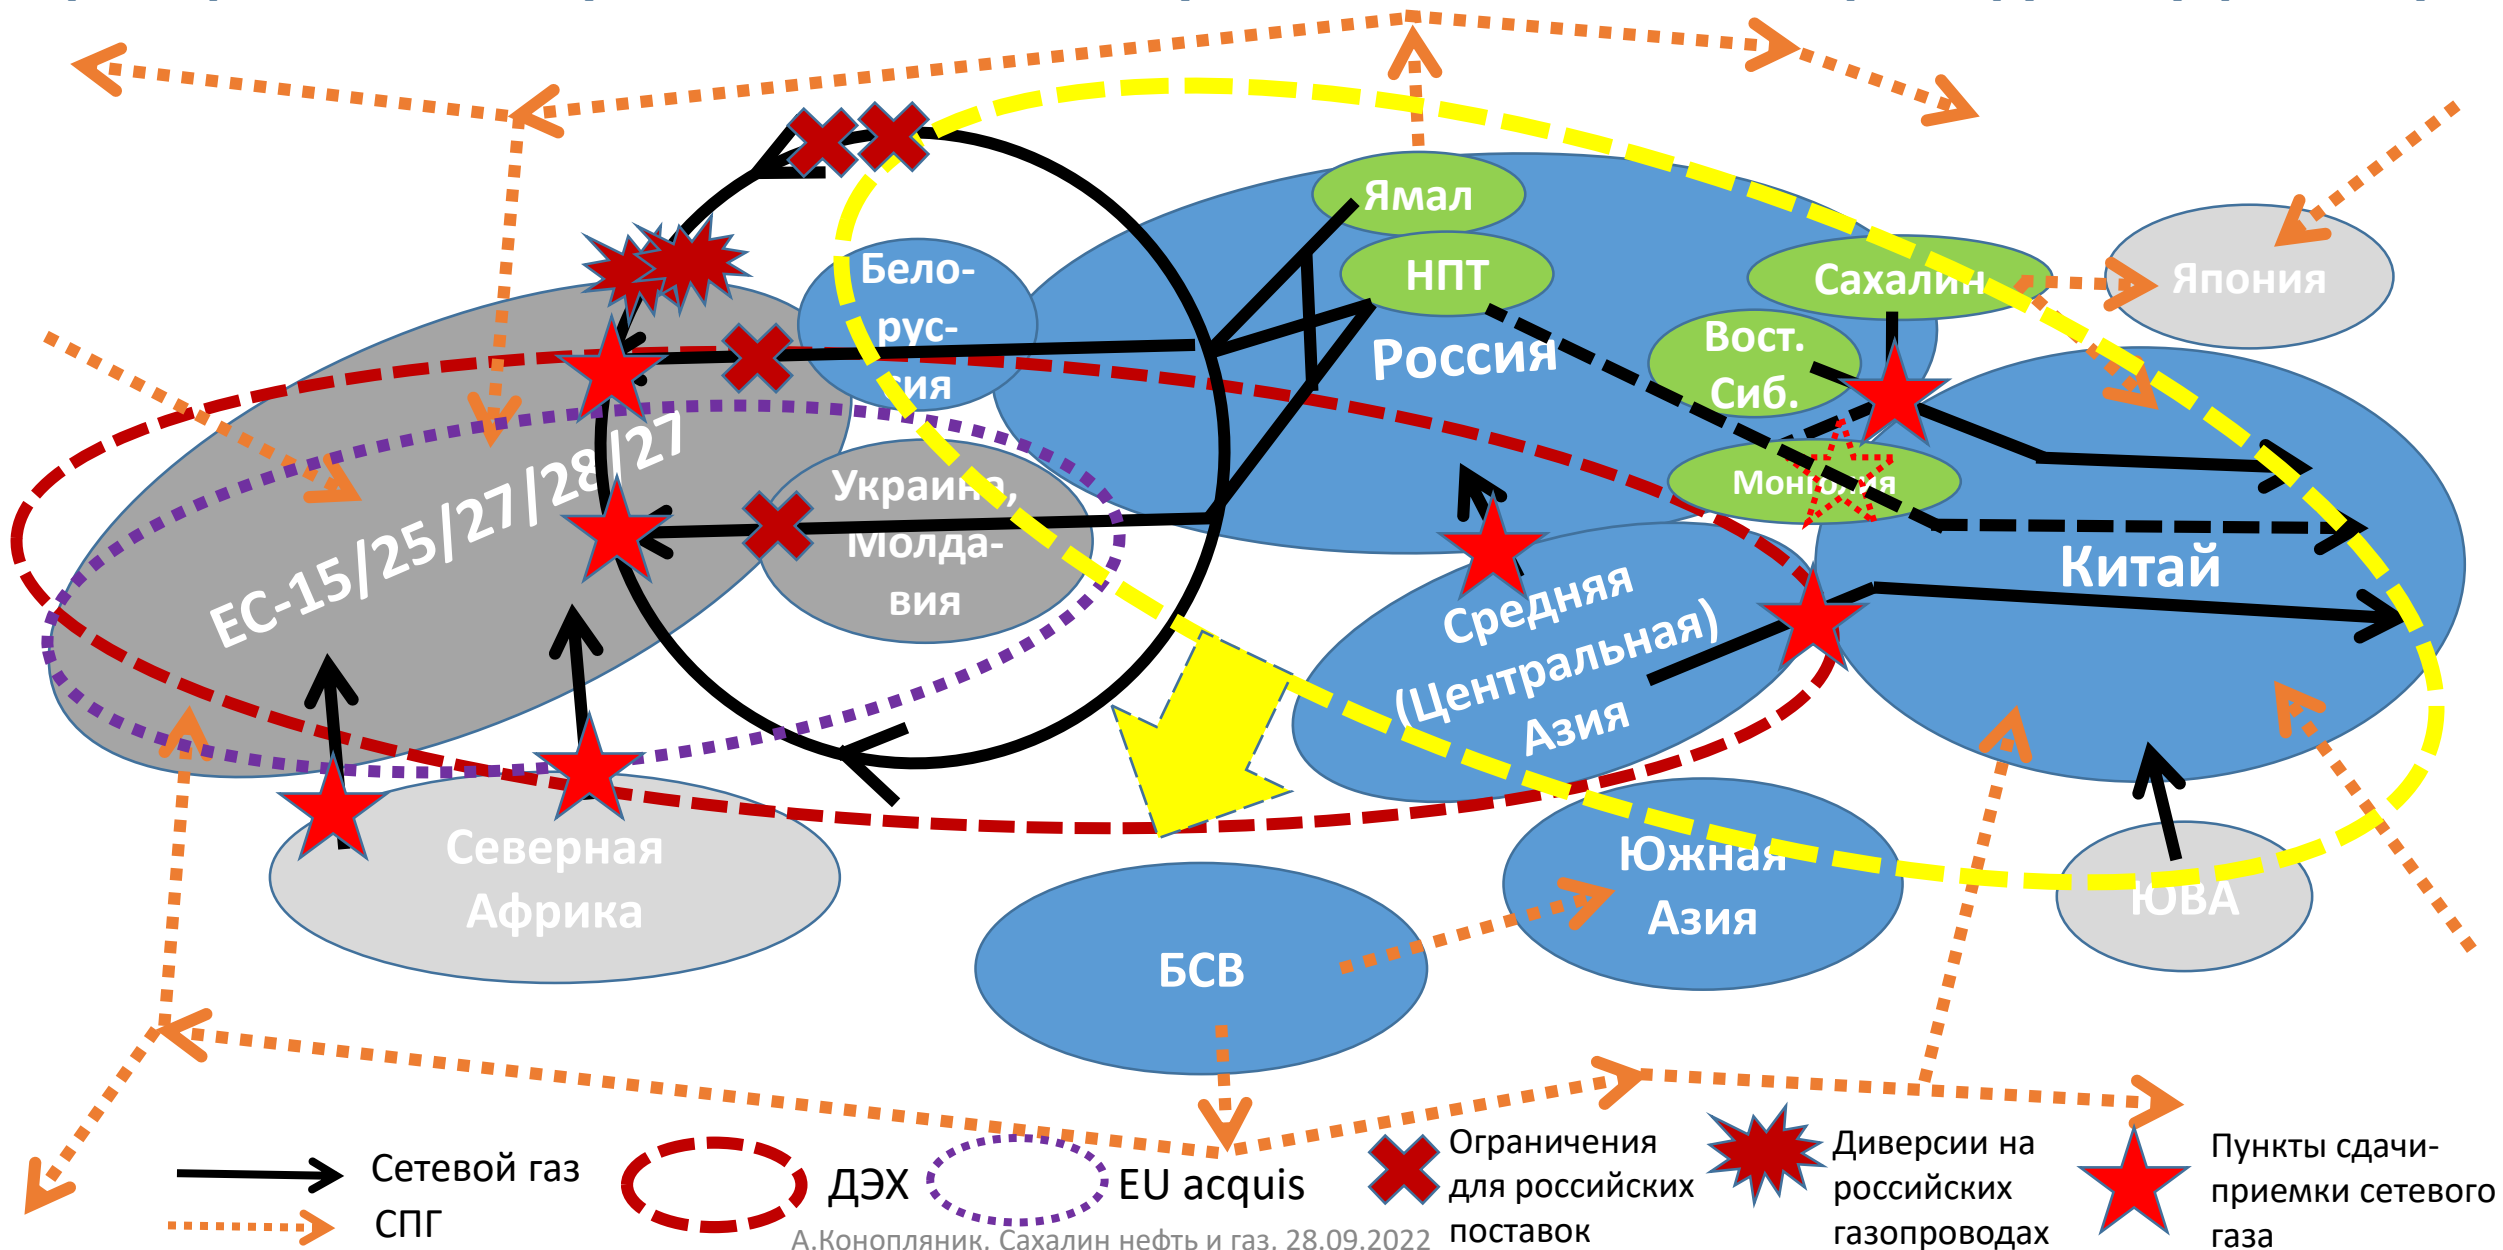 Ямал
НПТ
Сахалин
Япония
Бело-
рус-
сия
Россия
Вост.
Сиб.
Монголия
ЕС-15/25/27/28/27
Украина,
Молда-
вия
Китай
Средняя
(Центральная)
Азия
Северная
Африка
БСВ
Южная
Азия
ЮВА
Сетевой газ
СПГ
ДЭХ
EU acquis
Ограничения
для российских
поставок
Диверсии на
российских
газопроводах
Пункты сдачи-
приемки сетевого
газа
А.Конопляник, Сахалин нефть и газ, 28.09.2022